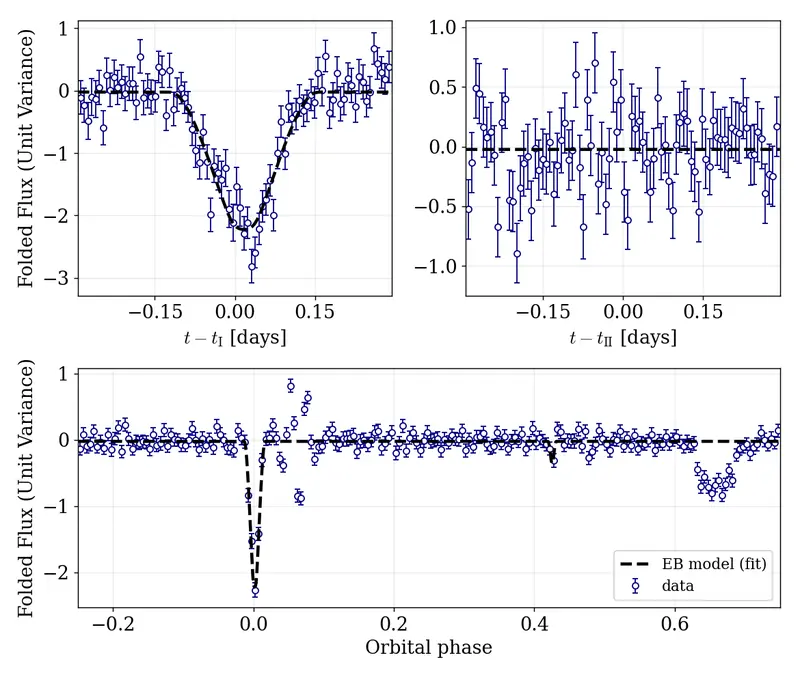 Folded Flux (Unit Variance)
1
0
−1
−2
−3
−0.15 0.00 0.15
t − t_I [days]
1.0
0.5
0.0
−0.5
−1.0
−0.15 0.00 0.15
t − t_II [days]
Folded Flux (Unit Variance)
1
0
−1
−2
−0.2 0.0 0.2 0.4 0.6
Orbital phase
EB model (fit)
data